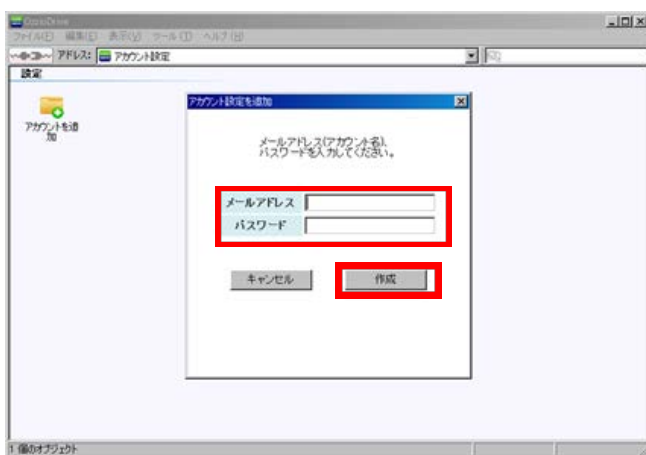 OzzioDrive
ファイル(F) 編集(E) 表示(V) ツール(T) ヘルプ(H)
アドレス: アカウント設定
設定
アカウントを追
加
アカウント設定を追加
メールアドレス(アカウント名)、
パスワードを入力してください。
メールアドレス
パスワード
キャンセル 作成
1 個のオブジェクト